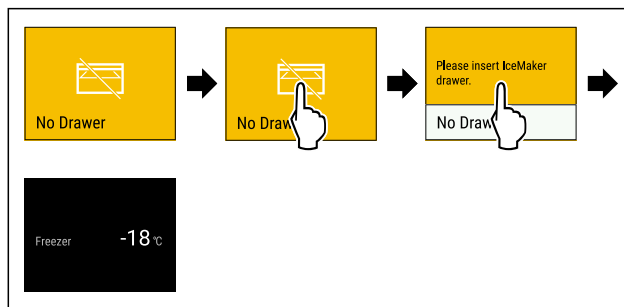 No Drawer
No Draw
Please insert IceMaker
drawer.
No Draw
Freezer
-18 °C